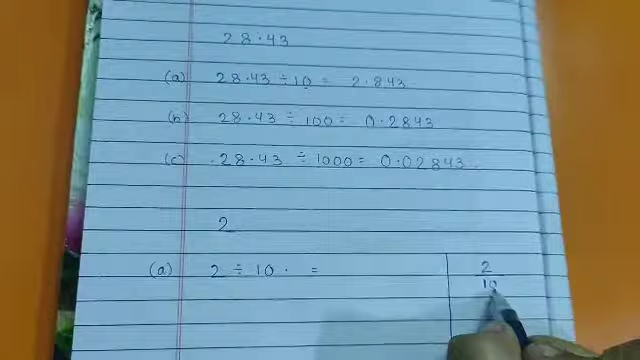 28.43
(a) 28.43 ÷ 10 = 2.843
(b) 28.43 ÷ 100 = 0.2843
(c) 28.43 ÷ 1000 = 0.02843
2
(a) 2 ÷ 10 =
2
10